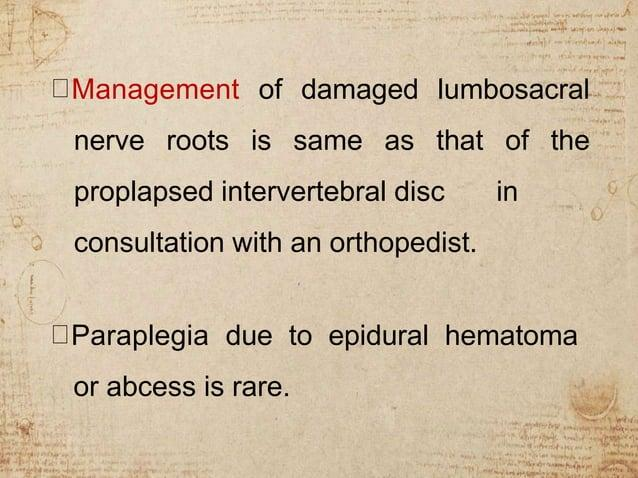 Management of damaged lumbosacral
nerve roots is same as that of the
proplapsed intervertebral disc in
consultation with an orthopedist.
Paraplegia due to epidural hematoma
or abcess is rare.